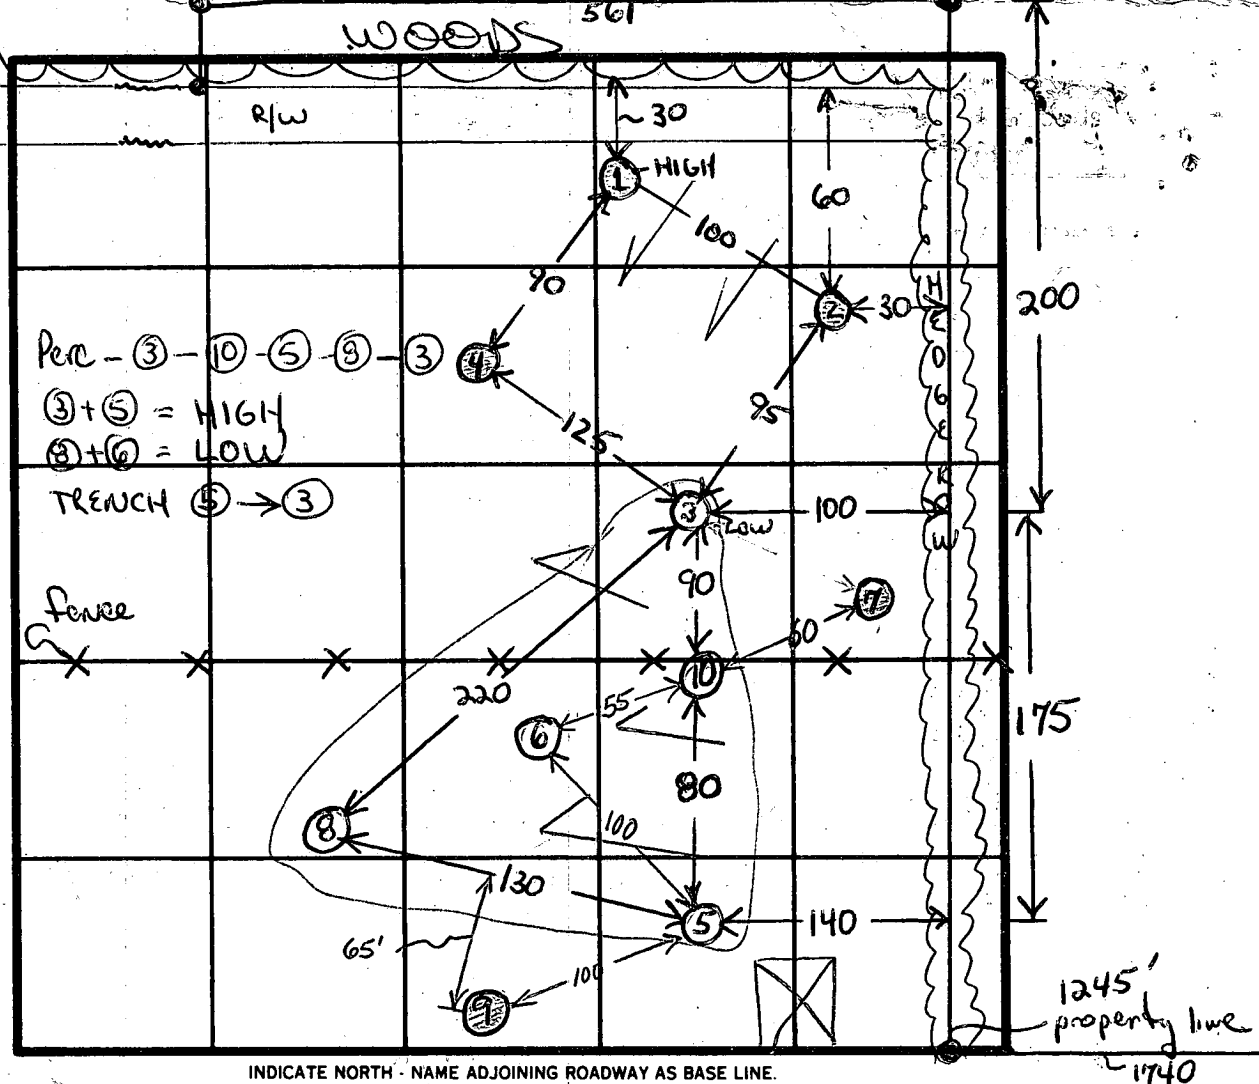 561
WOODS
R/W
~30
1
HIGH
60
100
90
2
30
200
HEDGE ROW
Perc - 3 - 10 - 5 - 8 - 3
4
3 + 5 = HIGH
8 + 6 = LOW
TRENCH 5 → 3
125
95
3
LOW
100
90
7
fence
60
10
220
55
6
175
80
8
100
130
5
140
65'
100
9
1245'
property line
~1740
INDICATE NORTH - NAME ADJOINING ROADWAY AS BASE LINE.